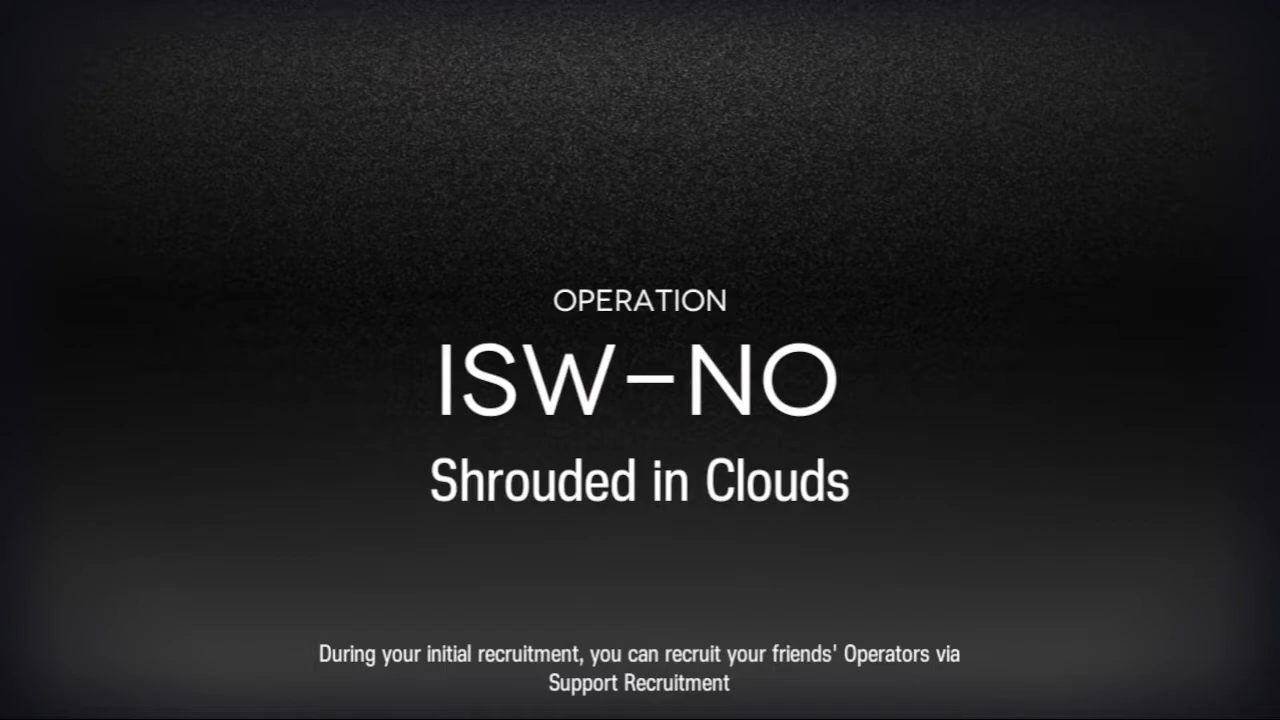 OPERATION
ISW-NO
Shrouded in Clouds
During your initial recruitment, you can recruit your friends' Operators via
Support Recruitment